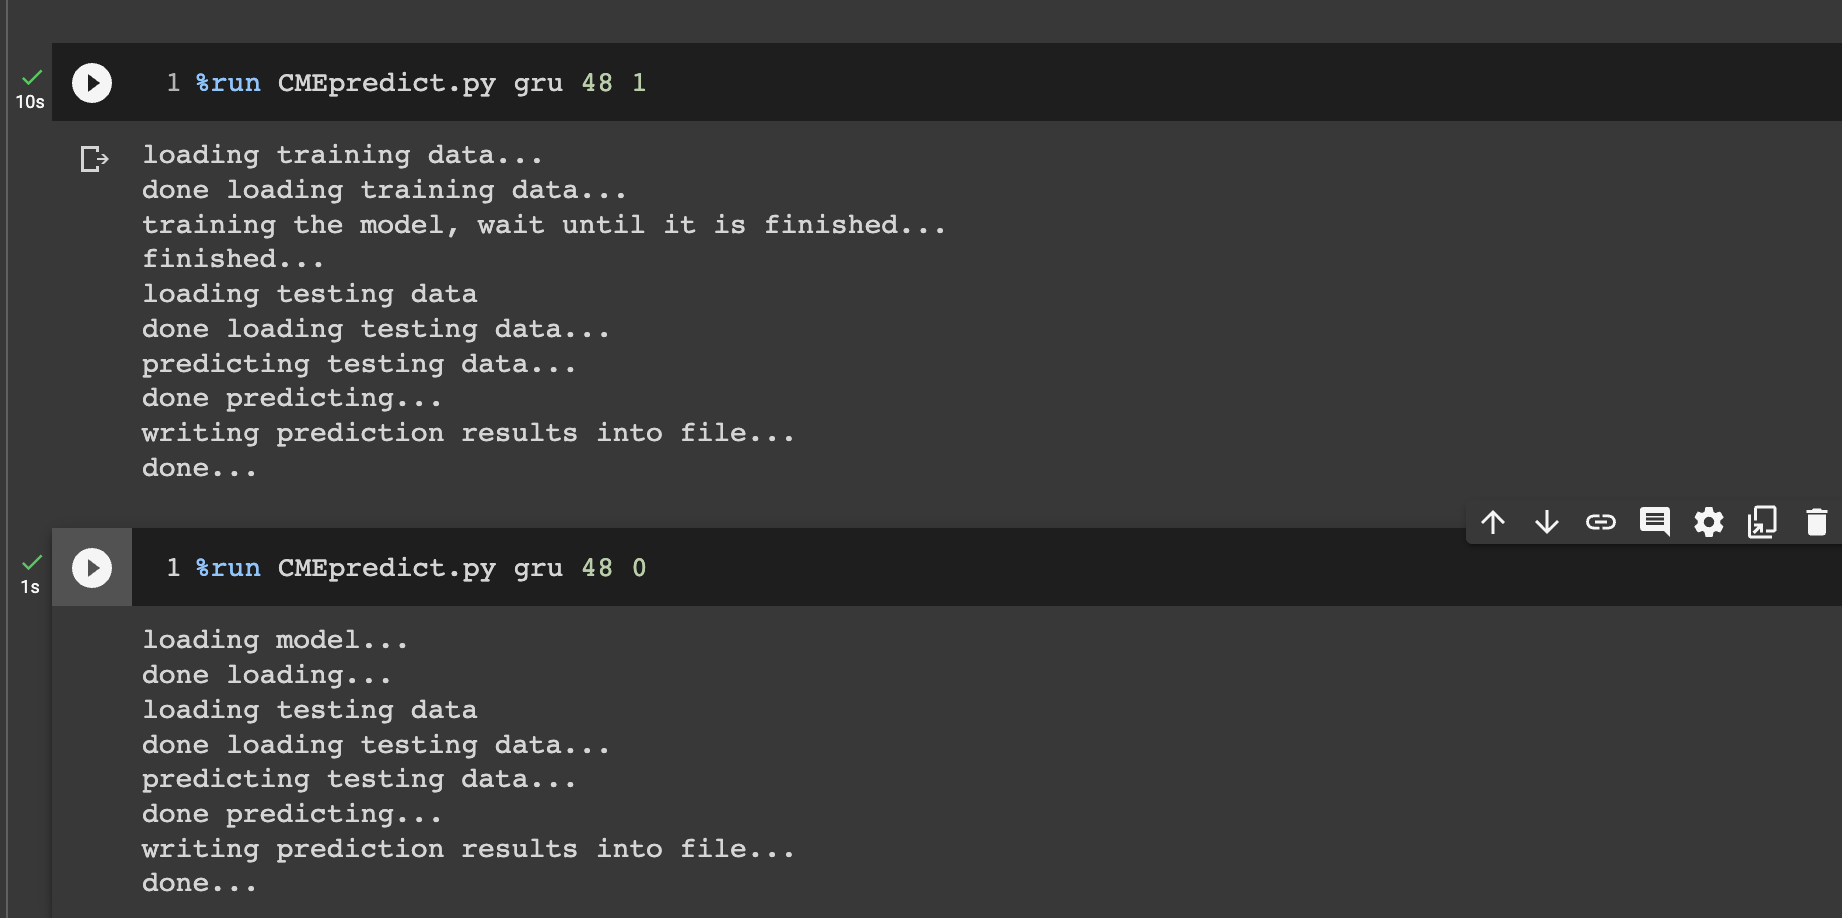 10s
1 %run CMEpredict.py gru 48 1
loading training data...
done loading training data...
training the model, wait until it is finished...
finished...
loading testing data
done loading testing data...
predicting testing data...
done predicting...
writing prediction results into file...
done...
1s
1 %run CMEpredict.py gru 48 0
loading model...
done loading...
loading testing data
done loading testing data...
predicting testing data...
done predicting...
writing prediction results into file...
done...